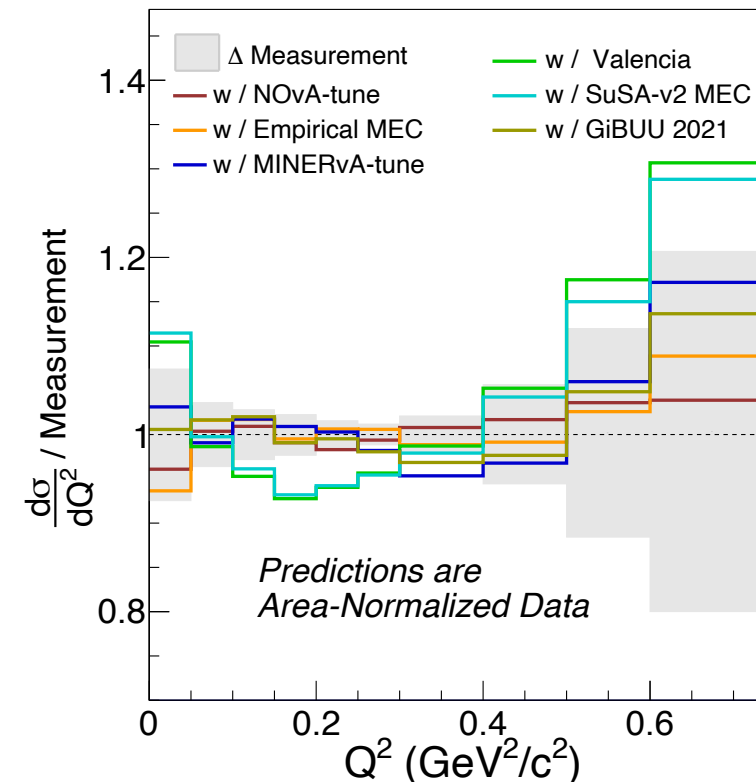 Δ Measurement
w / NOvA-tune
w / Empirical MEC
w / MINERvA-tune
w / Valencia
w / SuSA-v2 MEC
w / GiBUU 2021
1.4
1.2
1
0.8
dσ/dQ² / Measurement
Predictions are
Area-Normalized Data
0 0.2 0.4 0.6
Q² (GeV²/c²)